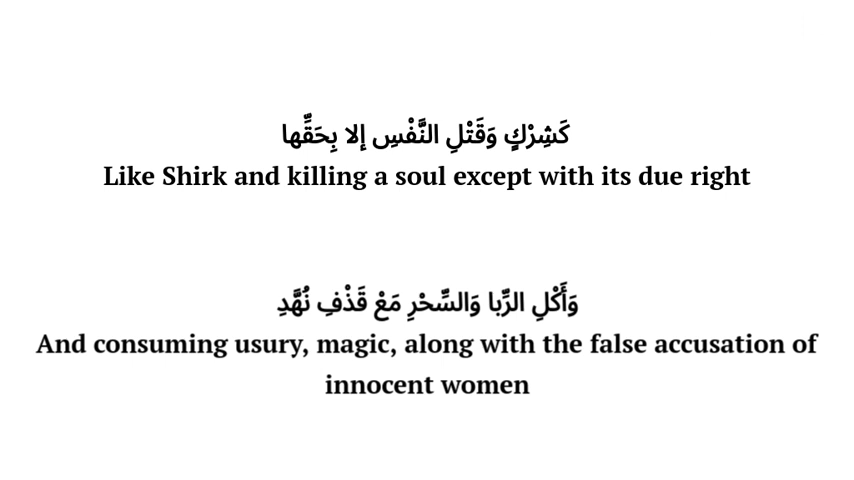 كَشِرْكٍ وَقَتْلِ النَّفْسِ إلا بِحَقِّها
Like Shirk and killing a soul except with its due right
وَأَكْلِ الرِّبا وَالسِّحْرِ مَعْ قَذْفِ نُهَّدِ
And consuming usury, magic, along with the false accusation of
innocent women